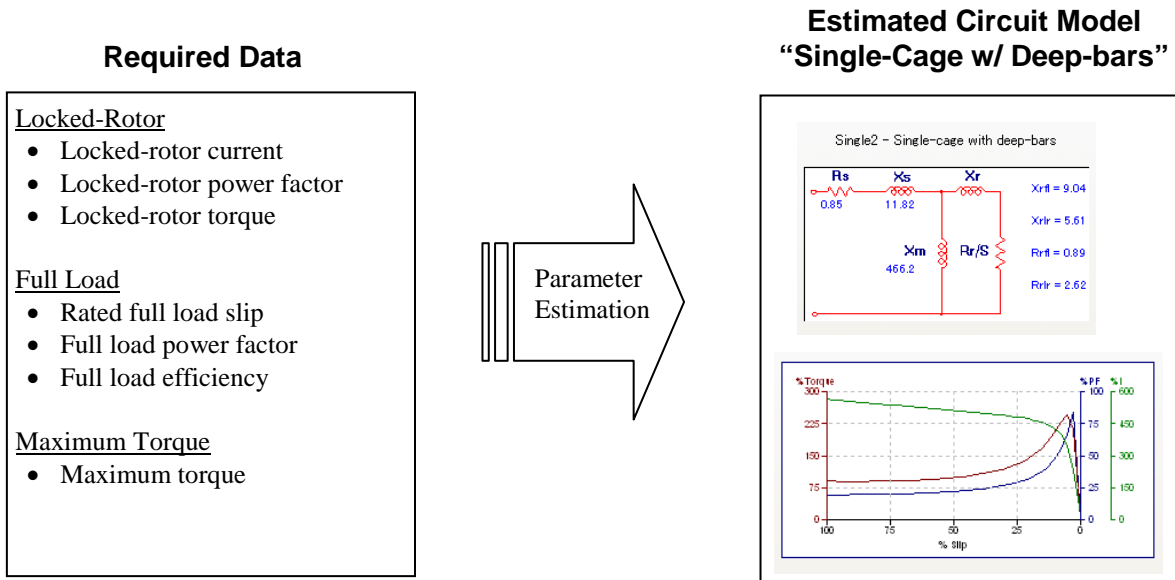 Required Data
Locked-Rotor
• Locked-rotor current
• Locked-rotor power factor
• Locked-rotor torque
Full Load
• Rated full load slip
• Full load power factor
• Full load efficiency
Maximum Torque
• Maximum torque
Parameter
Estimation
Estimated Circuit Model
“Single-Cage w/ Deep-bars”
Single2 - Single-cage with deep-bars
Rs Xs Xr
0.85 11.82
Xm Rr/S
466.2
Xrfl = 9.04
Xrlr = 5.61
Rrfl = 0.89
Rrlr = 2.62
%Torque %PF %I
300 100 600
225 75 450
150 50 300
75 25 150
0 0 0
100 75 50 25 0
% Slip